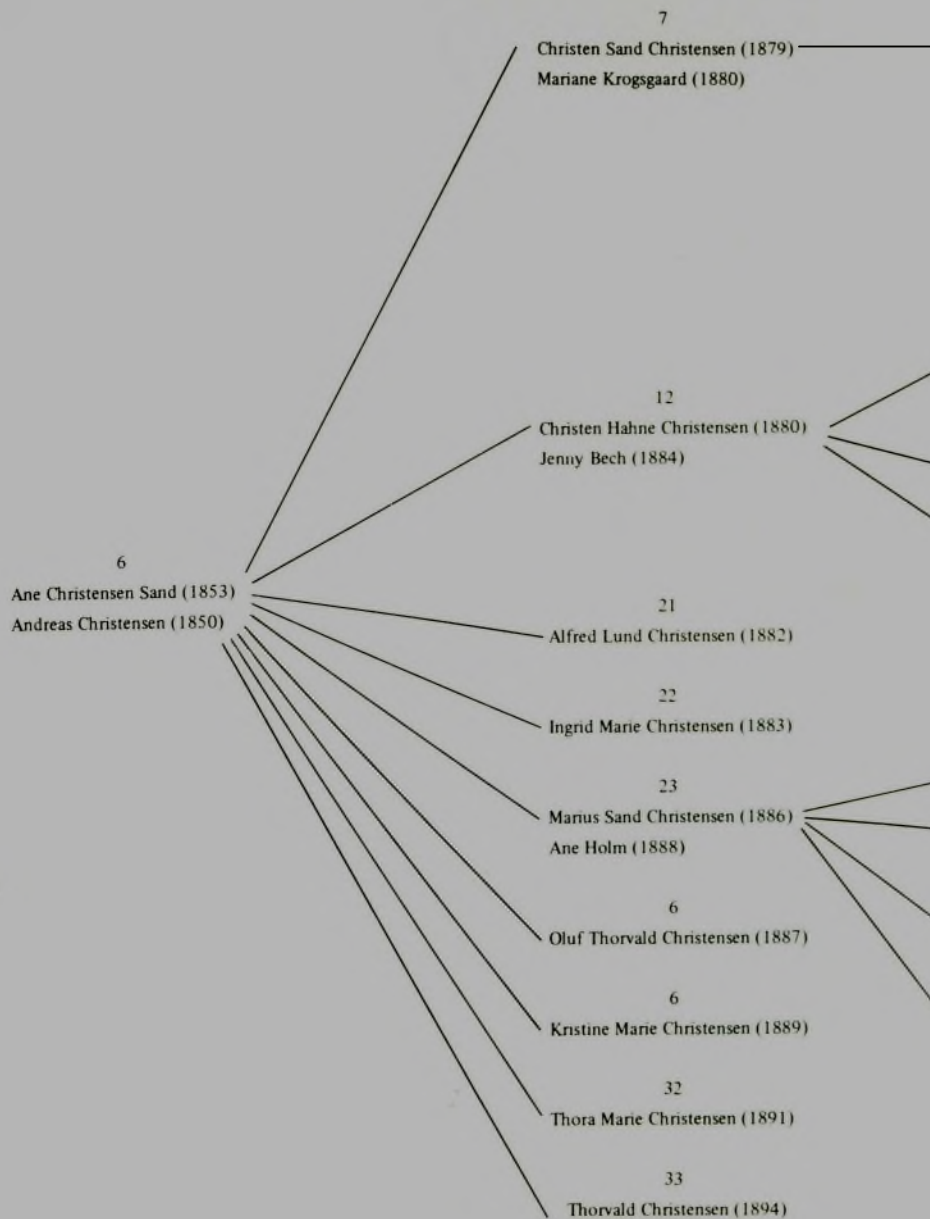 7
Christen Sand Christensen (1879)
Mariane Krogsgaard (1880)
12
Christen Hahne Christensen (1880)
Jenny Bech (1884)
6
Ane Christensen Sand (1853)
Andreas Christensen (1850)
21
Alfred Lund Christensen (1882)
22
Ingrid Marie Christensen (1883)
23
Marius Sand Christensen (1886)
Ane Holm (1888)
6
Oluf Thorvald Christensen (1887)
6
Kristine Marie Christensen (1889)
32
Thora Marie Christensen (1891)
33
Thorvald Christensen (1894)